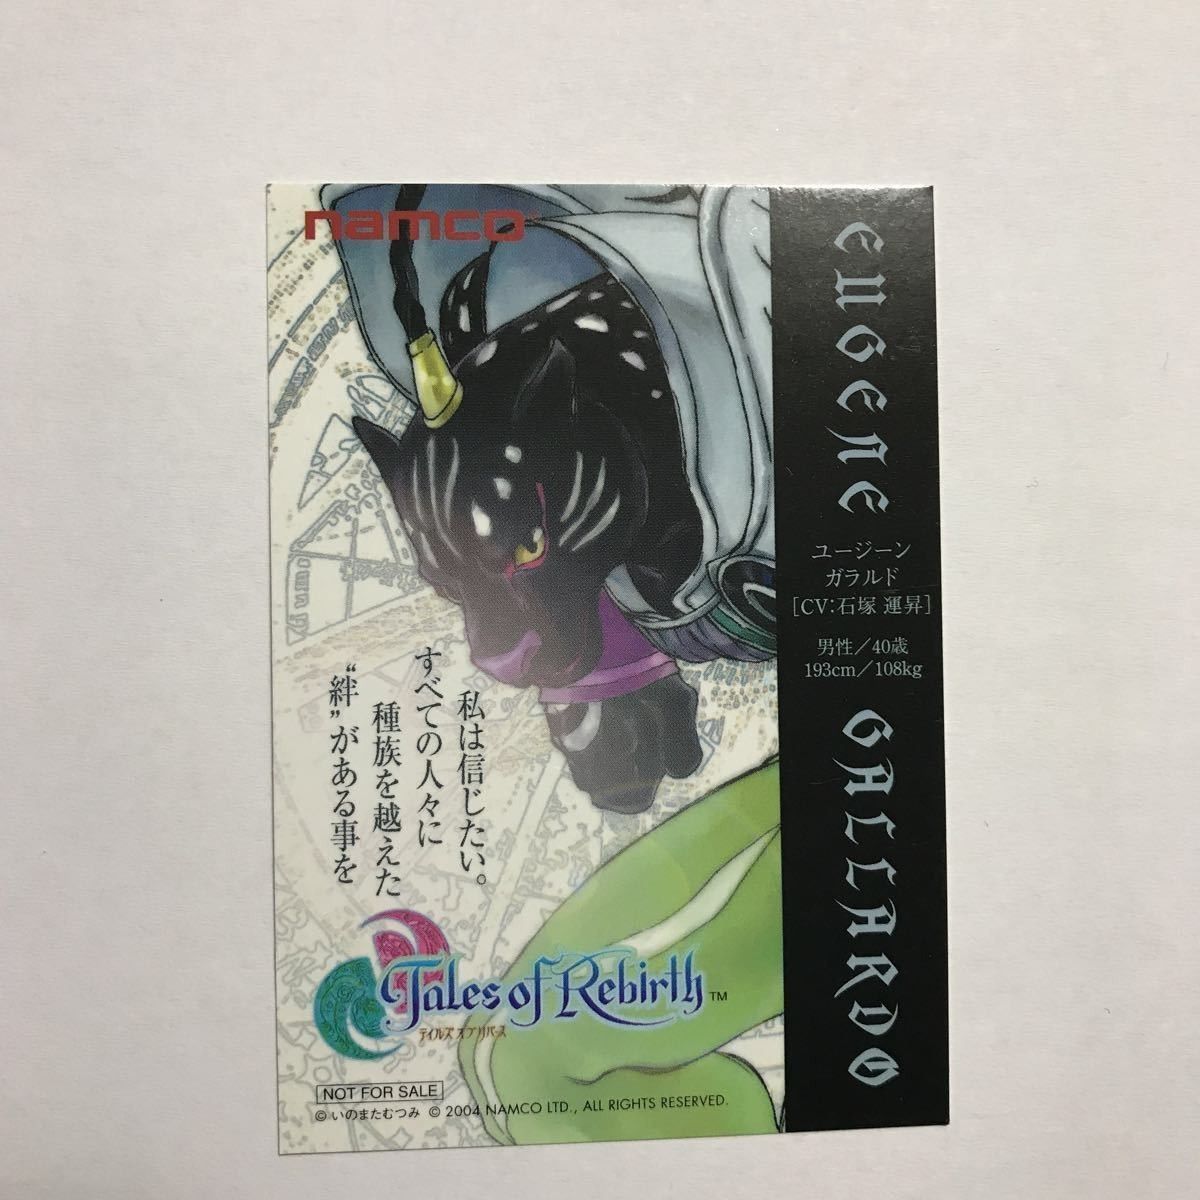 namco
EUGENE
ユージーン
ガラルド
[CV:石塚 運昇]
男性／40歳
193cm／108kg
GALLARDO
私は信じたい。
すべての人々に
種族を越えた
“絆”がある事を
Tales of Rebirth™
テイルズ オブ リバース
NOT FOR SALE
© いのまたむつみ © 2004 NAMCO LTD., ALL RIGHTS RESERVED.